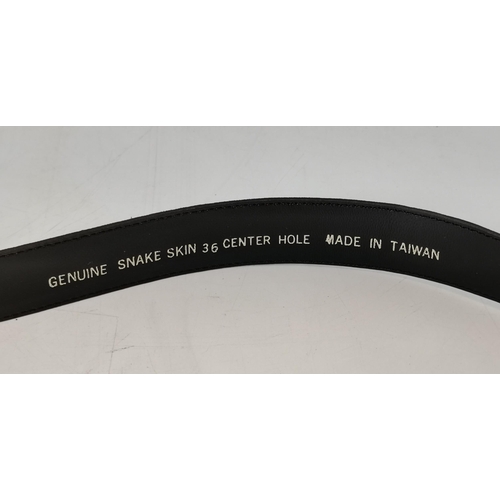 GENUINE SNAKE SKIN 36 CENTER HOLE MADE IN TAIWAN